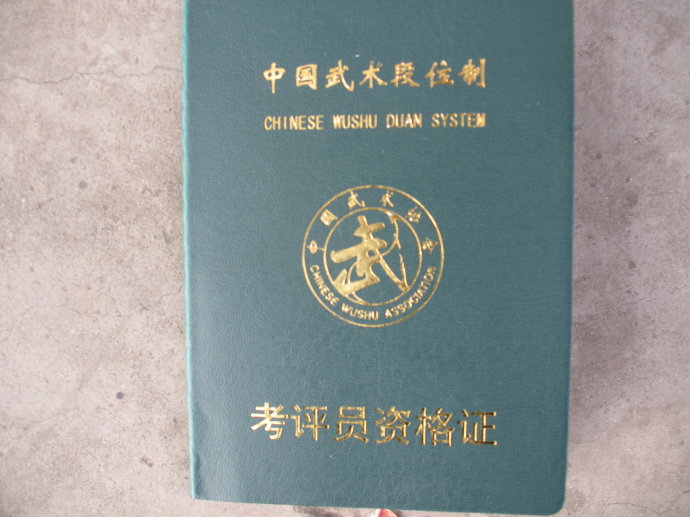 中国武术段位制
CHINESE WUSHU DUAN SYSTEM
中国武术协会
武
CHINESE WUSHU ASSOCIATION
考评员资格证